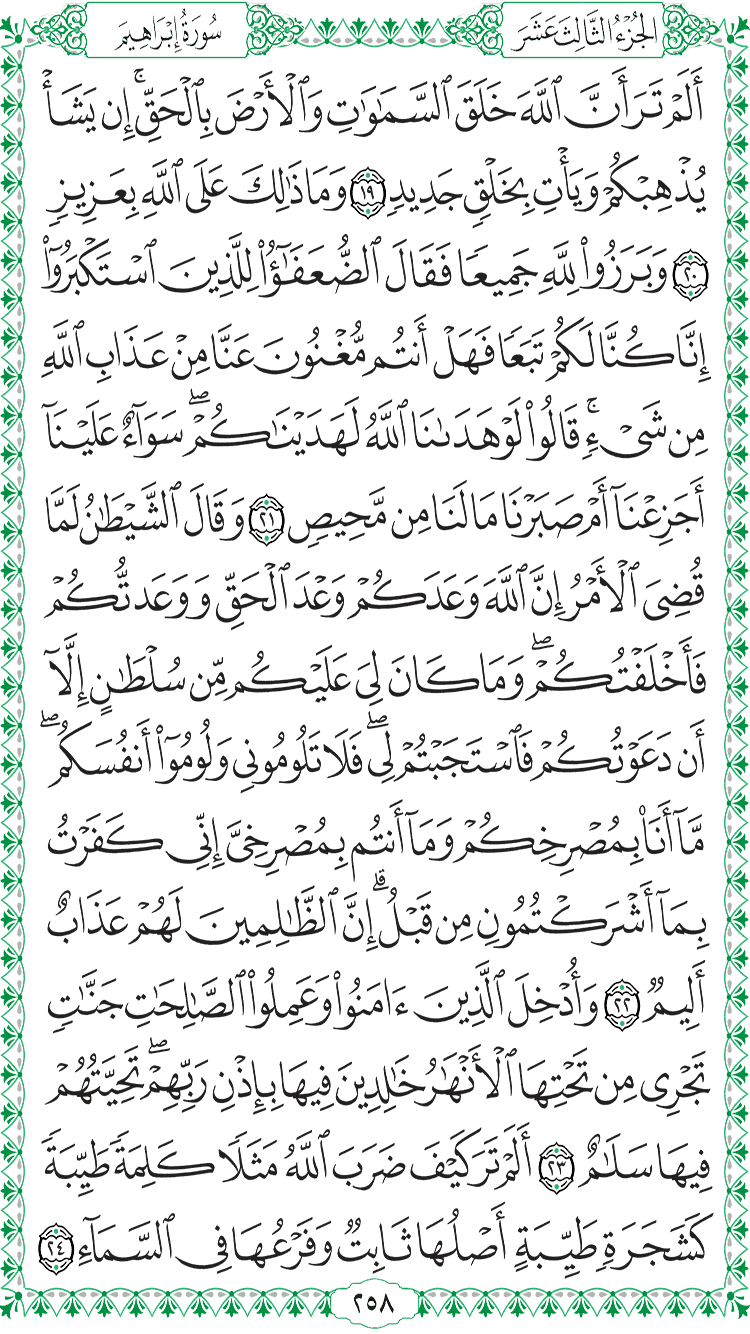 الجُزْءُ الثَّالِثَ عَشَرَ
سُورَةُ إِبْرَاهِيمَ
أَلَمْ تَرَ أَنَّ ٱللَّهَ خَلَقَ ٱلسَّمَٰوَٰتِ وَٱلْأَرْضَ بِٱلْحَقِّۚ إِن يَشَأْ
يُذْهِبْكُمْ وَيَأْتِ بِخَلْقٍ جَدِيدٍ ١٩ وَمَا ذَٰلِكَ عَلَى ٱللَّهِ بِعَزِيزٍ
٢٠ وَبَرَزُوا۟ لِلَّهِ جَمِيعًا فَقَالَ ٱلضُّعَفَٰٓؤُا۟ لِلَّذِينَ ٱسْتَكْبَرُوٓا۟
إِنَّا كُنَّا لَكُمْ تَبَعًا فَهَلْ أَنتُم مُّغْنُونَ عَنَّا مِنْ عَذَابِ ٱللَّهِ
مِن شَىْءٍۚ قَالُوا۟ لَوْ هَدَىٰنَا ٱللَّهُ لَهَدَيْنَٰكُمْۖ سَوَآءٌ عَلَيْنَآ
أَجَزِعْنَآ أَمْ صَبَرْنَا مَا لَنَا مِن مَّحِيصٍ ٢١ وَقَالَ ٱلشَّيْطَٰنُ لَمَّا
قُضِىَ ٱلْأَمْرُ إِنَّ ٱللَّهَ وَعَدَكُمْ وَعْدَ ٱلْحَقِّ وَوَعَدتُّكُمْ
فَأَخْلَفْتُكُمْۖ وَمَا كَانَ لِىَ عَلَيْكُم مِّن سُلْطَٰنٍ إِلَّآ
أَن دَعَوْتُكُمْ فَٱسْتَجَبْتُمْ لِىۖ فَلَا تَلُومُونِى وَلُومُوٓا۟ أَنفُسَكُمۖ
مَّآ أَنَا۠ بِمُصْرِخِكُمْ وَمَآ أَنتُم بِمُصْرِخِىَّ إِنِّى كَفَرْتُ
بِمَآ أَشْرَكْتُمُونِ مِن قَبْلُۗ إِنَّ ٱلظَّٰلِمِينَ لَهُمْ عَذَابٌ
أَلِيمٌ ٢٢ وَأُدْخِلَ ٱلَّذِينَ ءَامَنُوا۟ وَعَمِلُوا۟ ٱلصَّٰلِحَٰتِ جَنَّٰتٍ
تَجْرِى مِن تَحْتِهَا ٱلْأَنْهَٰرُ خَٰلِدِينَ فِيهَا بِإِذْنِ رَبِّهِمْۖ تَحِيَّتُهُمْ
فِيهَا سَلَٰمٌ ٢٣ أَلَمْ تَرَ كَيْفَ ضَرَبَ ٱللَّهُ مَثَلًا كَلِمَةً طَيِّبَةً
كَشَجَرَةٍ طَيِّبَةٍ أَصْلُهَا ثَابِتٌ وَفَرْعُهَا فِى ٱلسَّمَآءِ ٢٤
٢٥٨